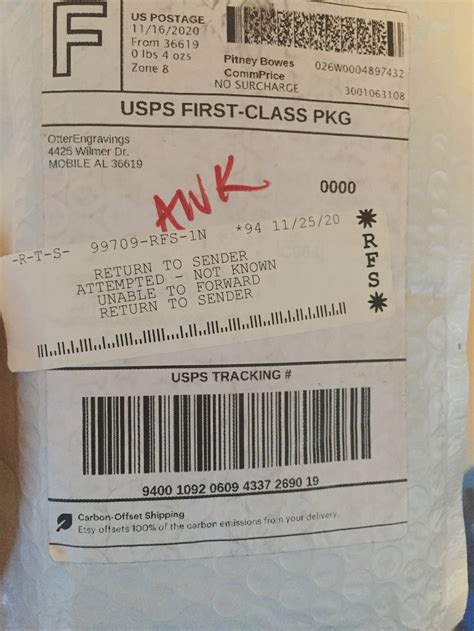 F
US POSTAGE
11/16/2020
From 36619
0 lbs 4 ozs
Zone 8
Pitney Bowes
CommPrice
NO SURCHARGE
026W0004897432
3001063108
USPS FIRST-CLASS PKG
OtterEngravings
4425 Wilmer Dr.
MOBILE AL 36619
0000
AWK
-R-T-S- 99709-RFS-1N *94 11/25/20
RETURN TO SENDER
ATTEMPTED - NOT KNOWN
UNABLE TO FORWARD
RETURN TO SENDER
*RFS*
USPS TRACKING #
9400 1092 0609 4337 2690 19
Carbon-Offset Shipping
Etsy offsets 100% of the carbon emissions from your delivery.